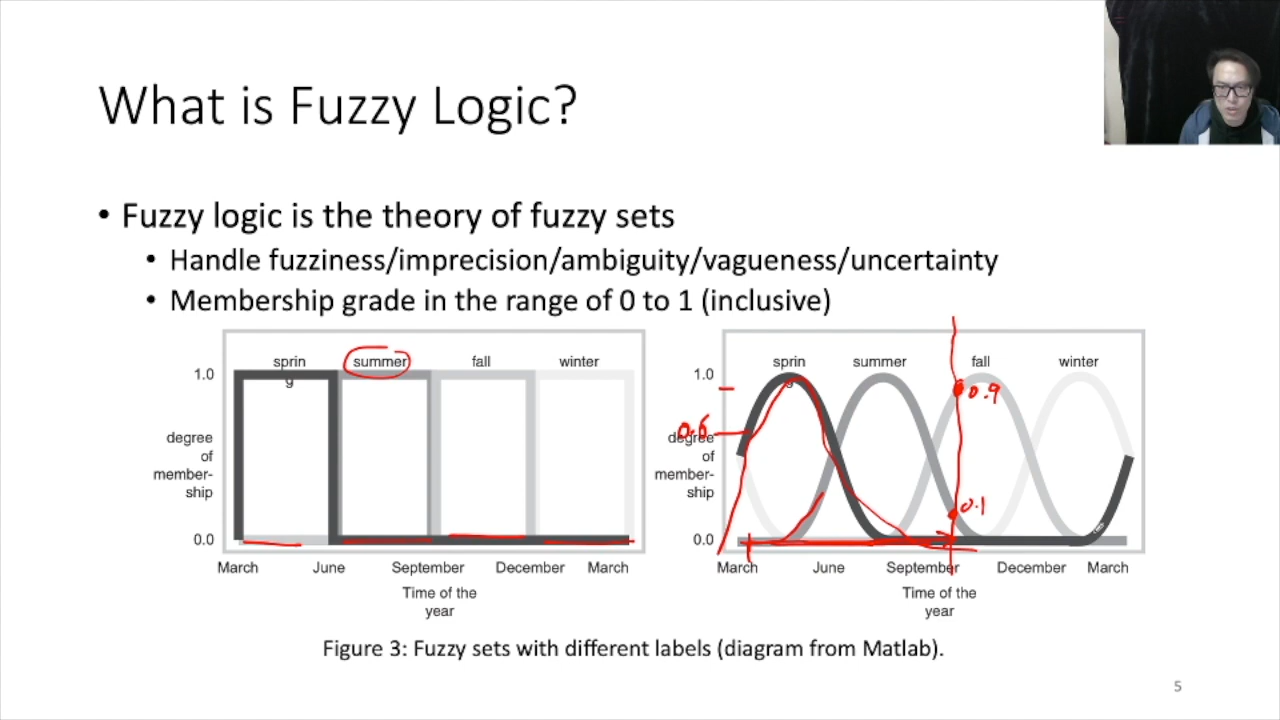 What is Fuzzy Logic?
• Fuzzy logic is the theory of fuzzy sets
• Handle fuzziness/imprecision/ambiguity/vagueness/uncertainty
• Membership grade in the range of 0 to 1 (inclusive)
sprin
g
summer
fall
winter
1.0
degree
of
member-
ship
0.0
March
June
September
December
March
Time of the
year
sprin
g
summer
fall
winter
1.0
0.9
0.6
degree
of
member-
ship
0.1
0.0
March
June
September
December
March
Time of the
year
Figure 3: Fuzzy sets with different labels (diagram from Matlab).
5